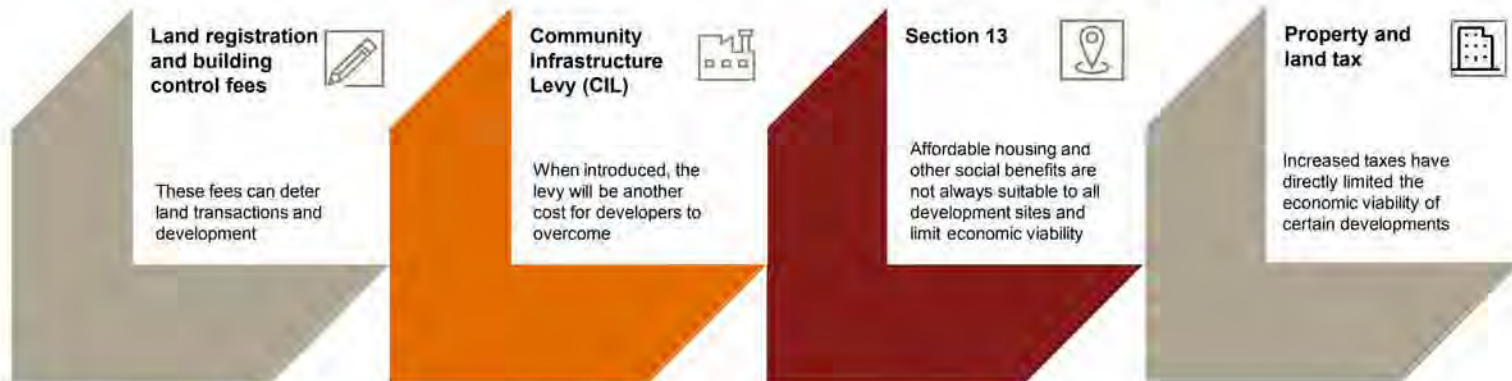 Land registration
and building
control fees
These fees can deter
land transactions and
development
Community
Infrastructure
Levy (CIL)
When introduced, the
levy will be another
cost for developers to
overcome
Section 13
Affordable housing and
other social benefits are
not always suitable to all
development sites and
limit economic viability
Property and
land tax
Increased taxes have
directly limited the
economic viability of
certain developments